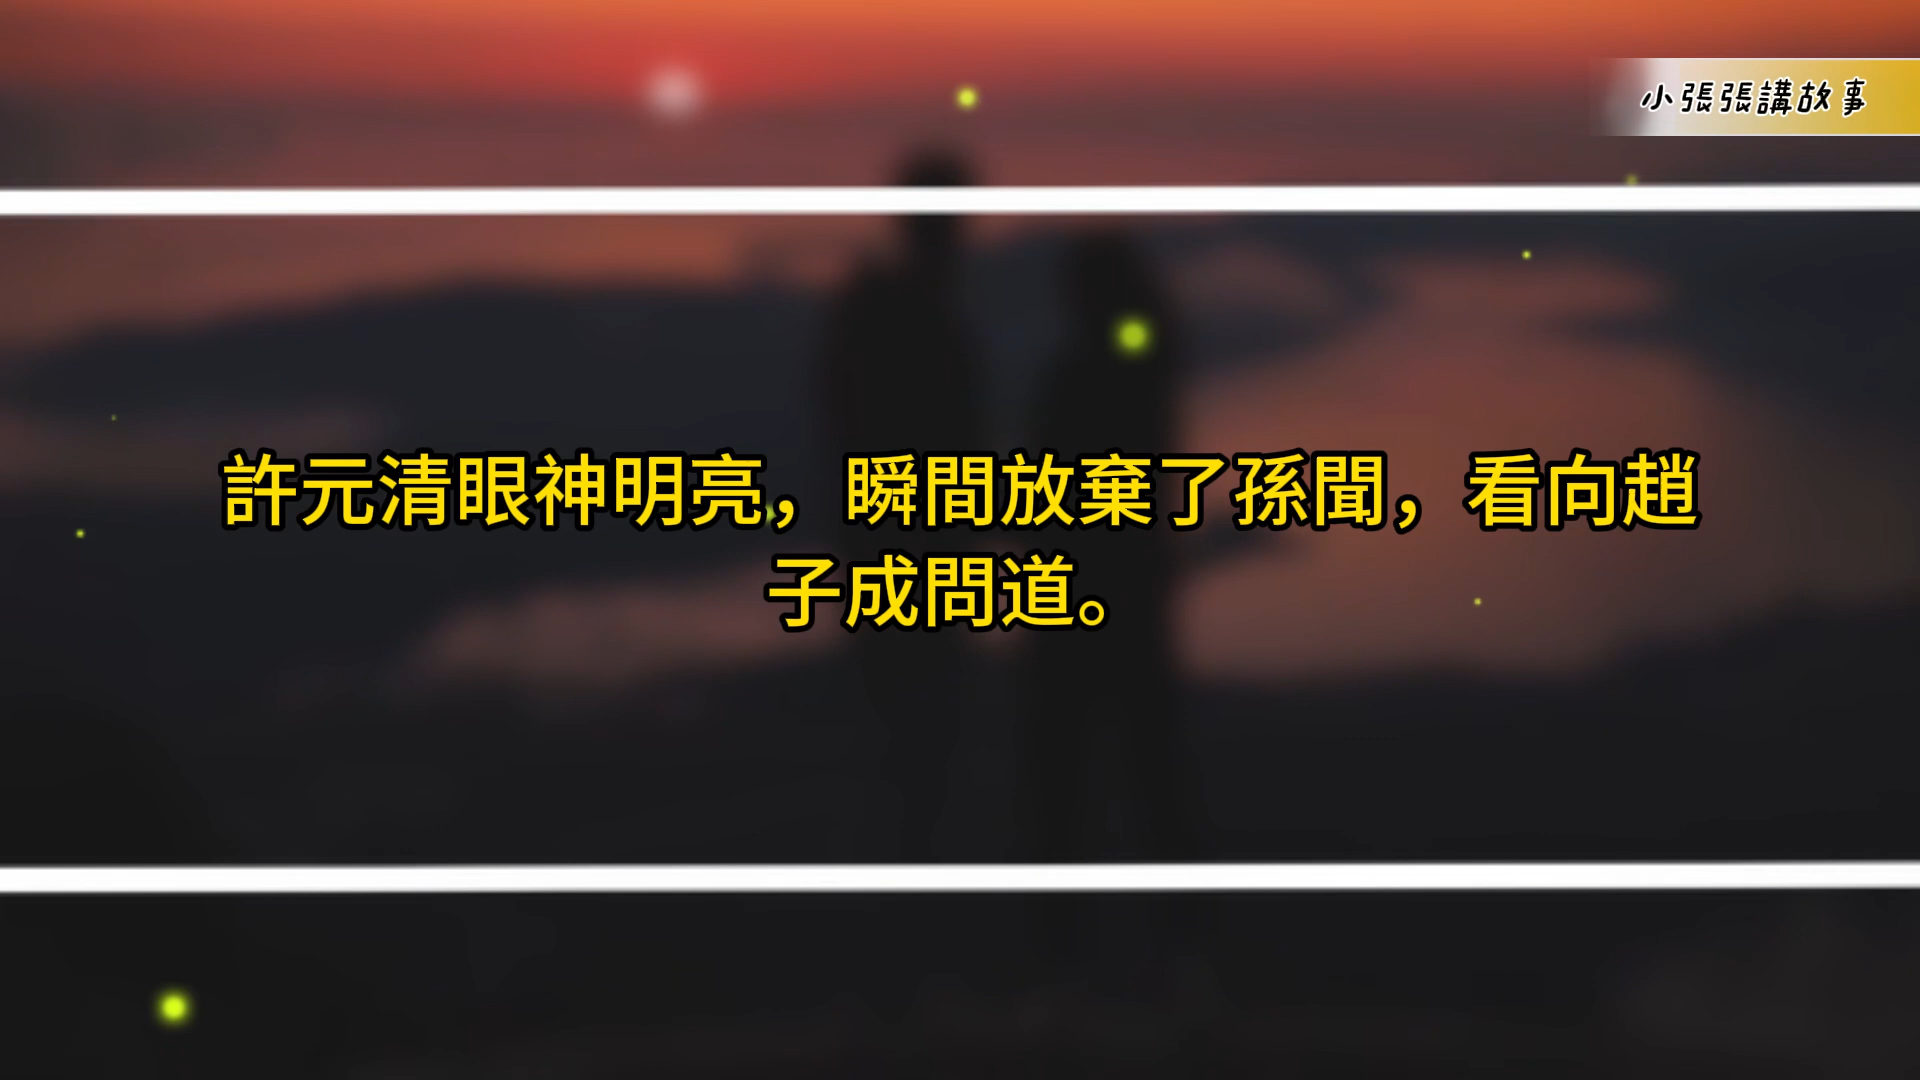 小張張講故事
許元清眼神明亮，瞬間放棄了孫聞，看向趙
子成問道。